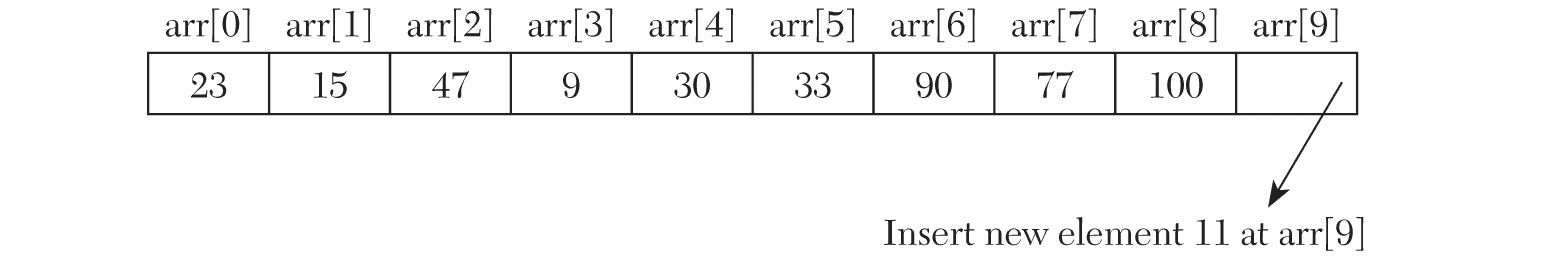 arr[0] arr[1] arr[2] arr[3] arr[4] arr[5] arr[6] arr[7] arr[8] arr[9]
23 15 47 9 30 33 90 77 100
Insert new element 11 at arr[9]